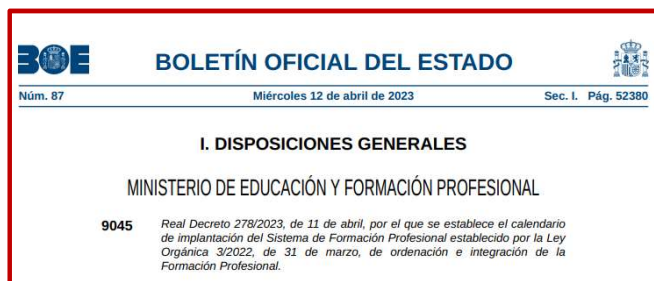 BOE
BOLETÍN OFICIAL DEL ESTADO
Núm. 87 Miércoles 12 de abril de 2023 Sec. I. Pág. 52380
I. DISPOSICIONES GENERALES
MINISTERIO DE EDUCACIÓN Y FORMACIÓN PROFESIONAL
9045 Real Decreto 278/2023, de 11 de abril, por el que se establece el calendario
de implantación del Sistema de Formación Profesional establecido por la Ley
Orgánica 3/2022, de 31 de marzo, de ordenación e integración de la
Formación Profesional.